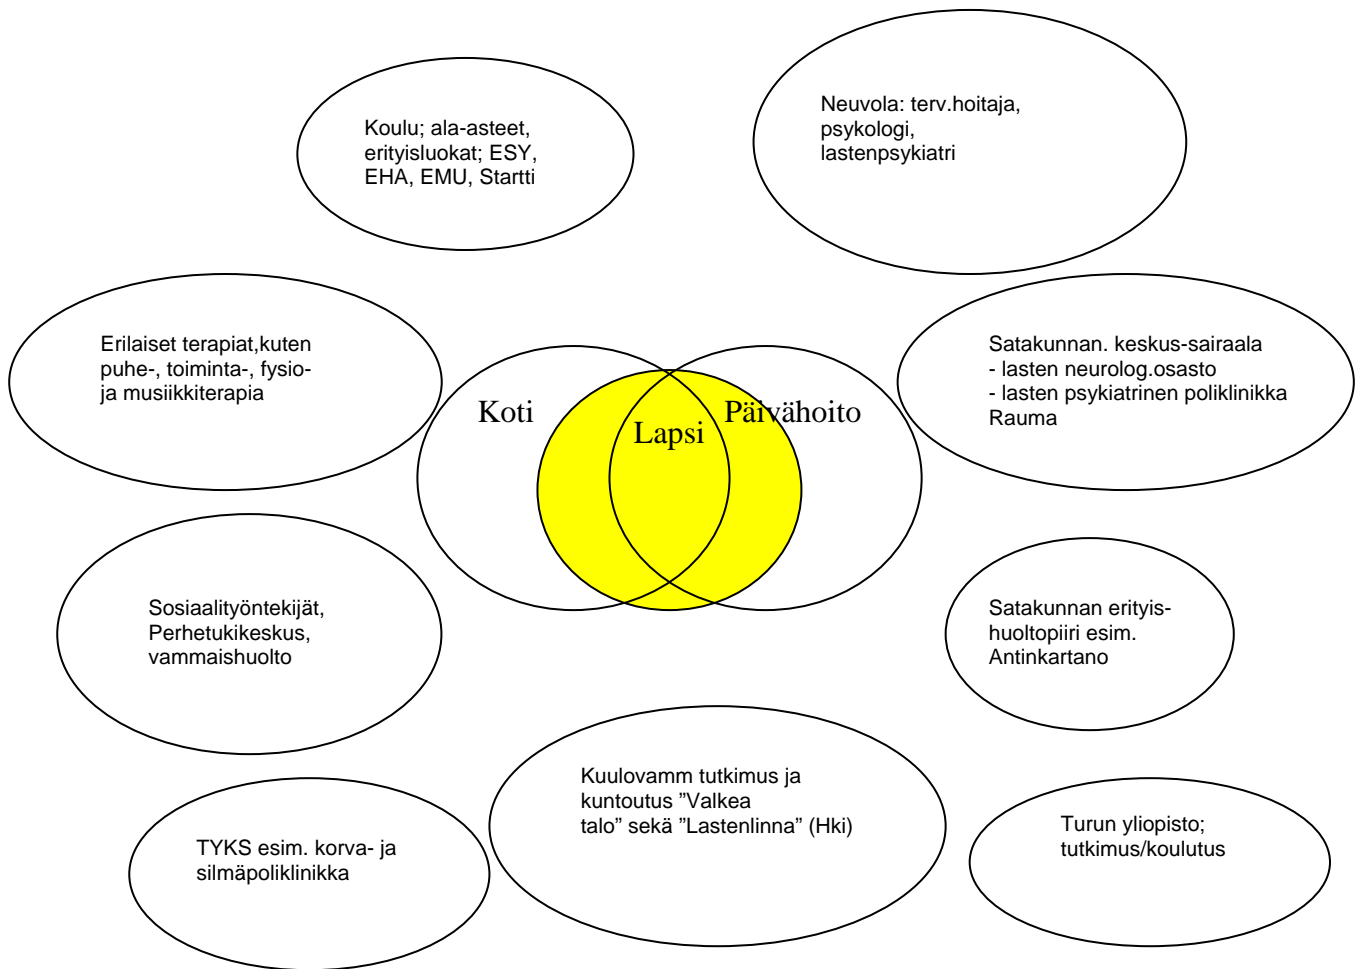 Koulu; ala-asteet,
erityisluokat; ESY,
EHA, EMU, Startti
Neuvola: terv.hoitaja,
psykologi,
lastenpsykiatri
Erilaiset terapiat,kuten
puhe-, toiminta-, fysio-
ja musiikkiterapia
Koti
Lapsi
Päivähoito
Satakunnan. keskus-sairaala
- lasten neurolog.osasto
- lasten psykiatrinen poliklinikka
Rauma
Sosiaalityöntekijät,
Perhetukikeskus,
vammaishuolto
Satakunnan erityis-
huoltopiiri esim.
Antinkartano
TYKS esim. korva- ja
silmäpoliklinikka
Kuulovamm tutkimus ja
kuntoutus ”Valkea
talo” sekä ”Lastenlinna” (Hki)
Turun yliopisto;
tutkimus/koulutus